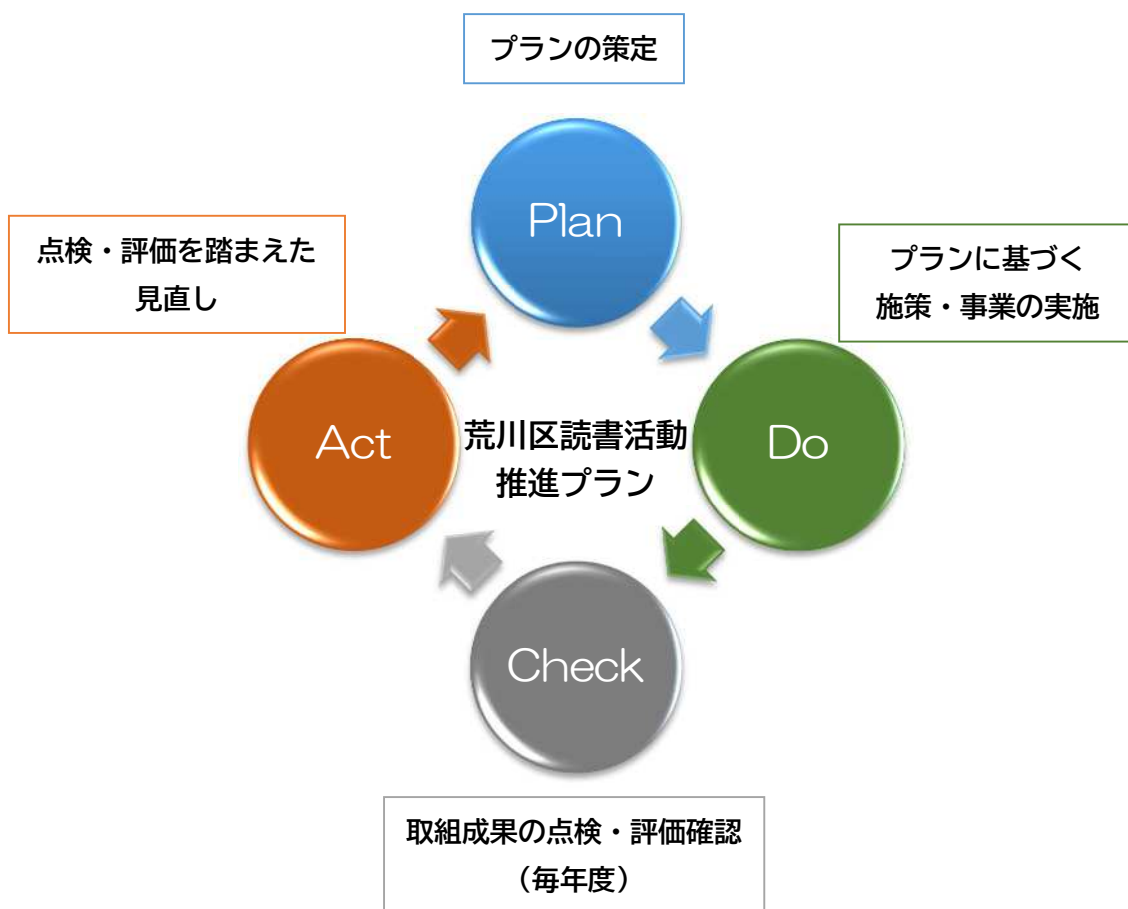 プランの策定
Plan
点検・評価を踏まえた
見直し
プランに基づく
施策・事業の実施
Act
荒川区読書活動
推進プラン
Do
Check
取組成果の点検・評価確認
（毎年度）